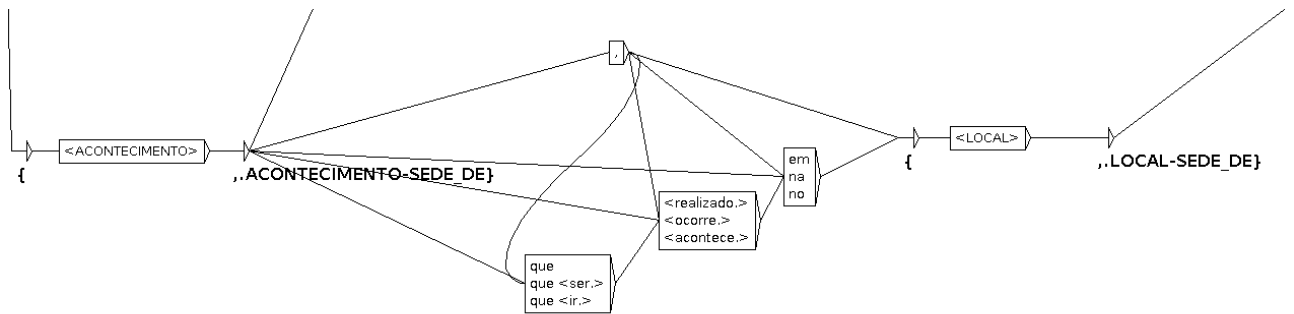 ,
<ACONTECIMENTO>
{
,.ACONTECIMENTO-SEDE_DE}
que
que <ser.>
que <ir.>
<realizado.>
<ocorre.>
<acontece.>
em
na
no
<LOCAL>
{
,.LOCAL-SEDE_DE}